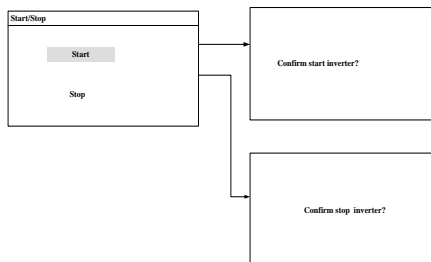 Start/Stop
Start
Stop
Confirm start inverter?
Confirm stop inverter?